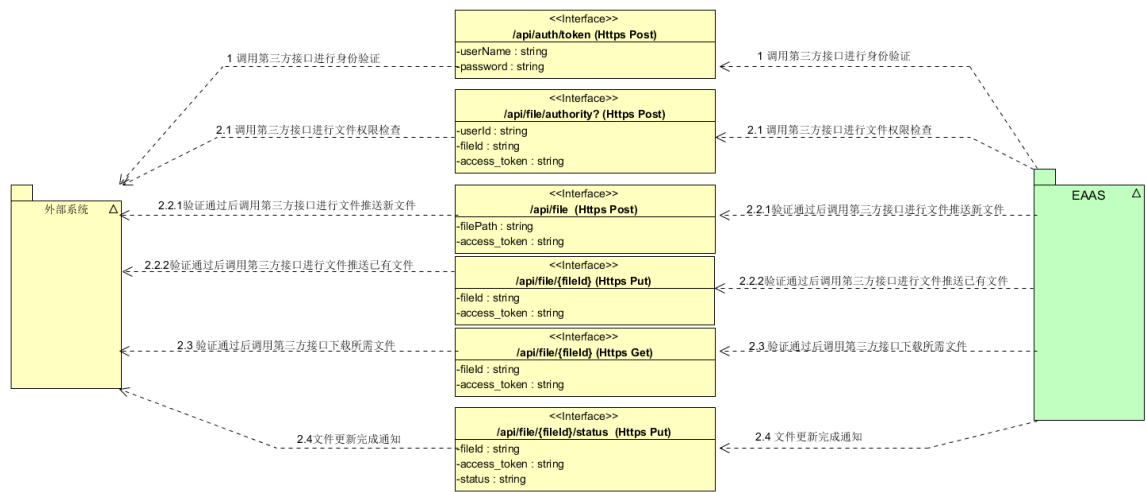 <<Interface>>
/api/auth/token (Https Post)
-userName : string
-password : string
1 调用第三方接口进行身份验证
1 调用第三方接口进行身份验证
<<Interface>>
/api/file/authority? (Https Post)
-userId : string
-fileId : string
-access_token : string
2.1 调用第三方接口进行文件权限检查
2.1 调用第三方接口进行文件权限检查
外部系统
EAAS
<<Interface>>
/api/file (Https Post)
-filePath : string
-access_token : string
2.2.1验证通过后调用第三方接口进行文件推送新文件
2.2.1验证通过后调用第三方接口进行文件推送新文件
<<Interface>>
/api/file/{fileId} (Https Put)
-fileId : string
-access_token : string
2.2.2验证通过后调用第三方接口进行文件推送已有文件
2.2.2验证通过后调用第三方接口进行文件推送已有文件
<<Interface>>
/api/file/{fileId} (Https Get)
-fileId : string
-access_token : string
2.3 验证通过后调用第三方接口下载所需文件
2.3 验证通过后调用第三方接口下载所需文件
<<Interface>>
/api/file/{fileId}/status (Https Put)
-fileId : string
-access_token : string
-status : string
2.4文件更新完成通知
2.4 文件更新完成通知